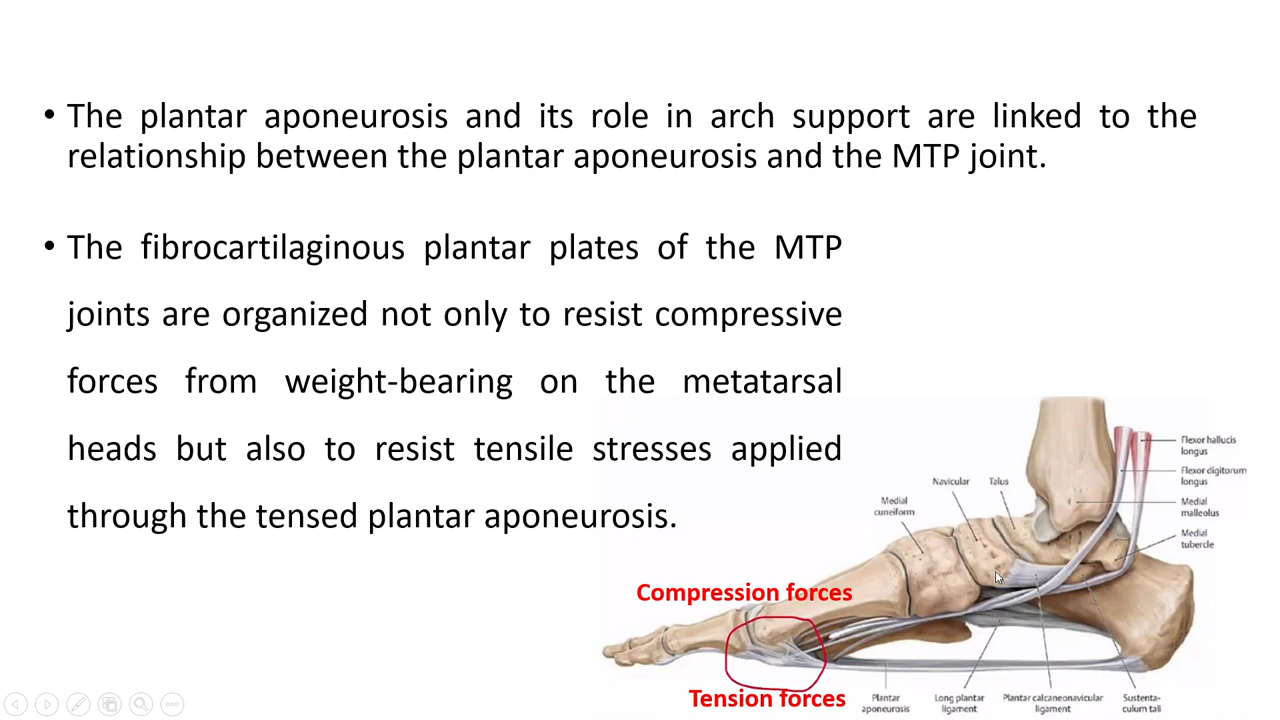 • The plantar aponeurosis and its role in arch support are linked to the
relationship between the plantar aponeurosis and the MTP joint.
• The fibrocartilaginous plantar plates of the MTP
joints are organized not only to resist compressive
forces from weight-bearing on the metatarsal
heads but also to resist tensile stresses applied
through the tensed plantar aponeurosis.
Flexor hallucis
longus
Flexor digitorum
longus
Navicular
Talus
Medial
cuneiform
Medial
malleolus
Medial
tubercle
Compression forces
Tension forces
Plantar
aponeurosis
Long plantar
ligament
Plantar calcaneonavicular
ligament
Sustenta-
culum tali